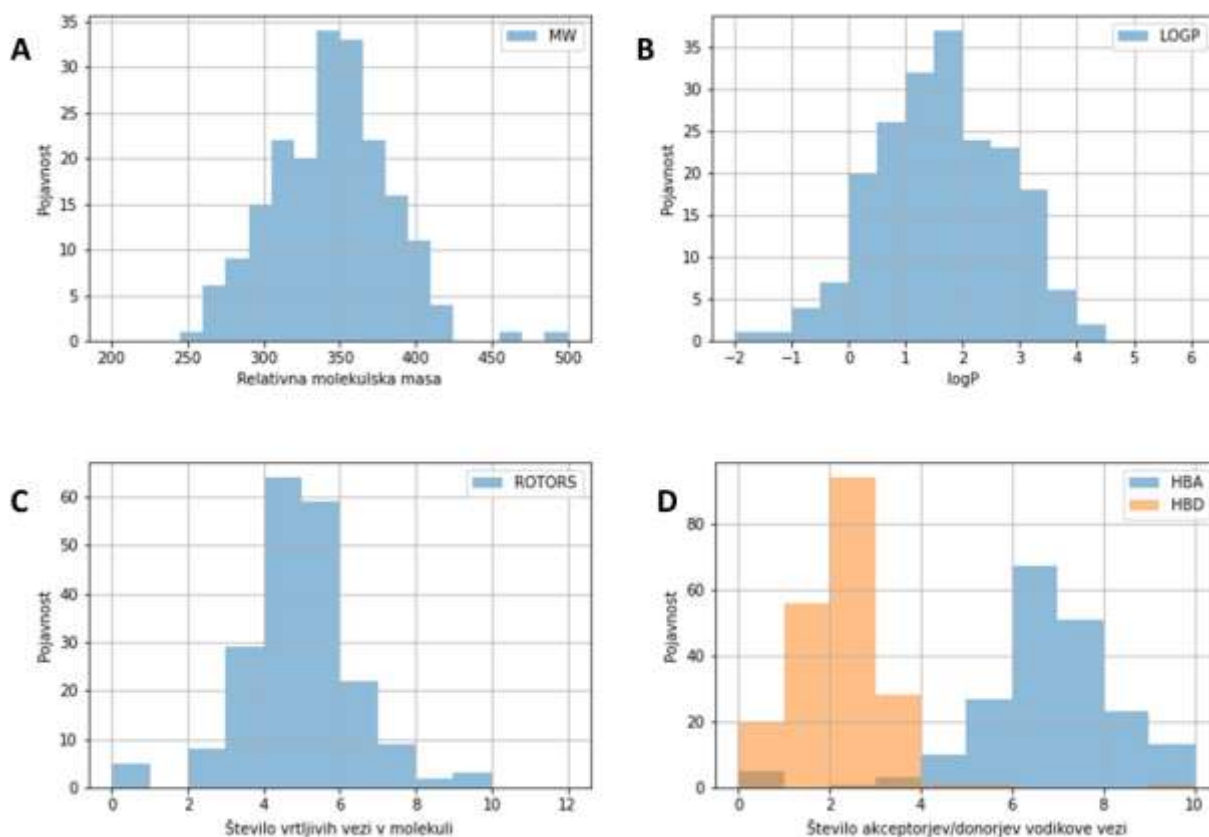 A
35
30
25
20
15
10
5
0
Pojavnost
MW
200 250 300 350 400 450 500
Relativna molekulska masa
B
35
30
25
20
15
10
5
0
Pojavnost
LOGP
−2 −1 0 1 2 3 4 5 6
logP
C
60
50
40
30
20
10
0
Pojavnost
ROTORS
0 2 4 6 8 10 12
Število vrtljivih vezi v molekuli
D
80
60
40
20
0
Pojavnost
HBA
HBD
0 2 4 6 8 10
Število akceptorjev/donorjev vodikove vezi